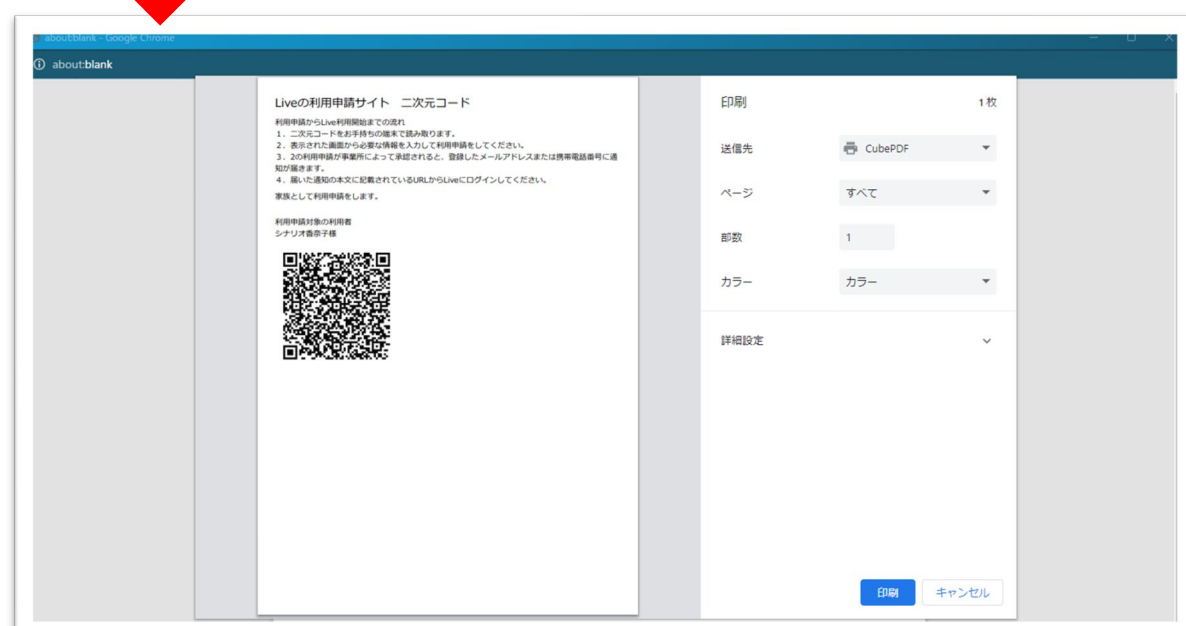 about:blank - Google Chrome
about:blank
Liveの利用申請サイト 二次元コード
利用申請からLive利用開始までの流れ
1．二次元コードをお手持ちの端末で読み取ります。
2．表示された画面から必要な情報を入力して利用申請をしてください。
3．2の利用申請が事業所によって承認されると、登録したメールアドレスまたは携帯電話番号に通
知が届きます。
4．届いた通知の本文に記載されているURLからLiveにログインしてください。
家族として利用申請をします。
利用申請対象の利用者
シナリオ香奈子様
印刷 1 枚
送信先 CubePDF
ページ すべて
部数 1
カラー カラー
詳細設定
印刷 キャンセル